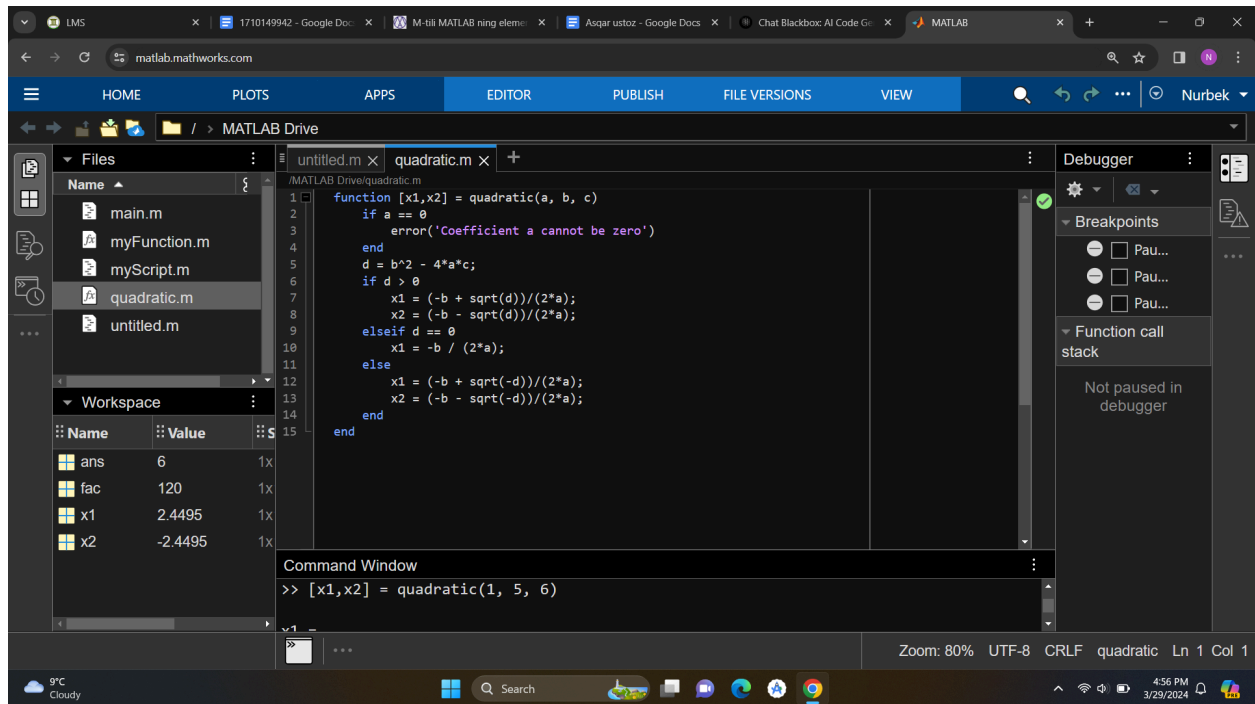 LMS
1710149942 - Google Doc
M-tili MATLAB ning eleme
Asqar ustoz - Google Docs
Chat Blackbox: AI Code Ge
MATLAB
matlab.mathworks.com
N
HOME PLOTS APPS EDITOR PUBLISH FILE VERSIONS VIEW Nurbek
/ > MATLAB Drive
Files
Name
main.m
myFunction.m
myScript.m
quadratic.m
untitled.m
Workspace
Name Value S
ans 6 1x
fac 120 1x
x1 2.4495 1x
x2 -2.4495 1x
untitled.m quadratic.m
/MATLAB Drive/quadratic.m
1 function [x1,x2] = quadratic(a, b, c)
2 if a == 0
3 error('Coefficient a cannot be zero')
4 end
5 d = b^2 - 4*a*c;
6 if d > 0
7 x1 = (-b + sqrt(d))/(2*a);
8 x2 = (-b - sqrt(d))/(2*a);
9 elseif d == 0
10 x1 = -b / (2*a);
11 else
12 x1 = (-b + sqrt(-d))/(2*a);
13 x2 = (-b - sqrt(-d))/(2*a);
14 end
15 end
Command Window
>> [x1,x2] = quadratic(1, 5, 6)
x1 =
Debugger
Breakpoints
Pau...
Pau...
Pau...
Function call
stack
Not paused in
debugger
Zoom: 80% UTF-8 CRLF quadratic Ln 1 Col 1
9°C
Cloudy
Search
4:56 PM
3/29/2024